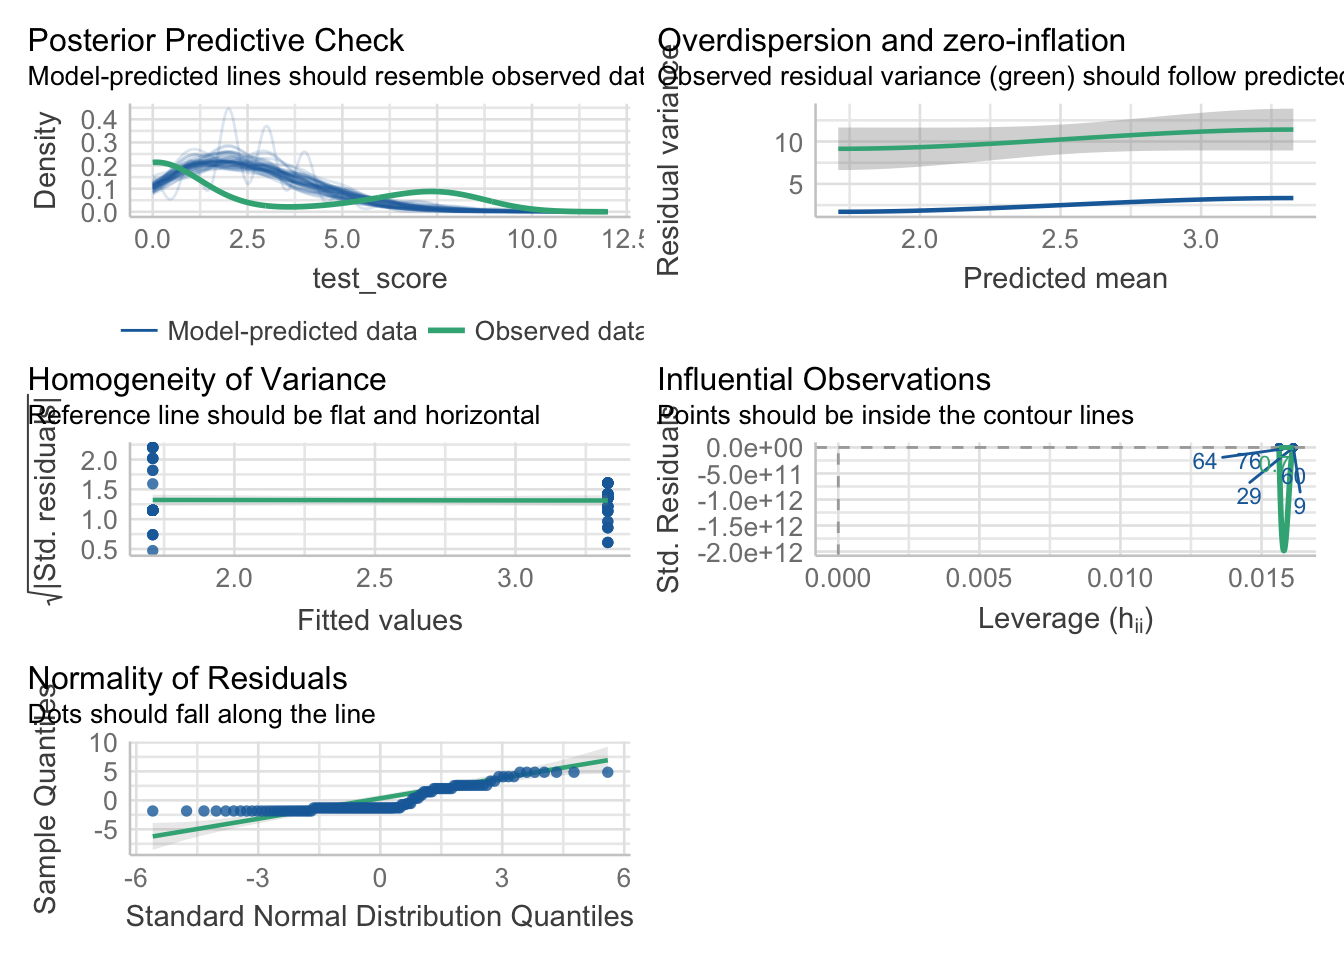 Posterior Predictive Check
Model-predicted lines should resemble observed dat
Density
0.4
0.3
0.2
0.1
0.0
0.0 2.5 5.0 7.5 10.0 12.5
test_score
Model-predicted data Observed data
Overdispersion and zero-inflation
Observed residual variance (green) should follow predicted
Residual variance
10
5
2.0 2.5 3.0
Predicted mean
Homogeneity of Variance
Reference line should be flat and horizontal
√|Std. residuals|
2.0
1.5
1.0
0.5
2.0 2.5 3.0
Fitted values
Influential Observations
Points should be inside the contour lines
Std. Residuals
0.0e+00
-5.0e+11
-1.0e+12
-1.5e+12
-2.0e+12
64 76
60
29
9
0.000 0.005 0.010 0.015
Leverage (hii)
Normality of Residuals
Dots should fall along the line
Sample Quantiles
10
5
0
-5
-6 -3 0 3 6
Standard Normal Distribution Quantiles